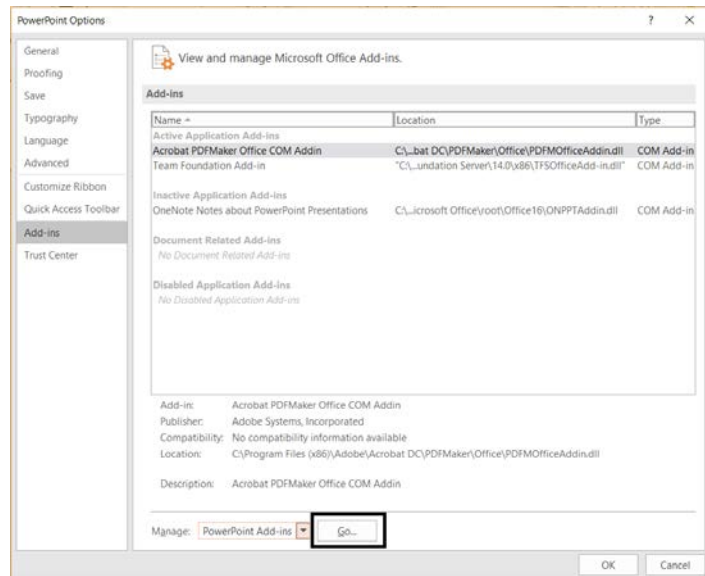 PowerPoint Options
?
General
Proofing
Save
Typography
Language
Advanced
Customize Ribbon
Quick Access Toolbar
Add-ins
Trust Center
View and manage Microsoft Office Add-ins.
Add-ins
Name Location Type
Active Application Add-ins
Acrobat PDFMaker Office COM Addin C:\...bat DC\PDFMaker\Office\PDFMOfficeAddin.dll COM Add-in
Team Foundation Add-in "C:\...undation Server\14.0\x86\TFSOfficeAdd-in.dll" COM Add-in
Inactive Application Add-ins
OneNote Notes about PowerPoint Presentations C:\...icrosoft Office\root\Office16\ONPPTAddin.dll COM Add-in
Document Related Add-ins
No Document Related Add-ins
Disabled Application Add-ins
No Disabled Application Add-ins
Add-in: Acrobat PDFMaker Office COM Addin
Publisher: Adobe Systems, Incorporated
Compatibility: No compatibility information available
Location: C:\Program Files (x86)\Adobe\Acrobat DC\PDFMaker\Office\PDFMOfficeAddin.dll
Description: Acrobat PDFMaker Office COM Addin
Manage: PowerPoint Add-ins Go...
OK Cancel